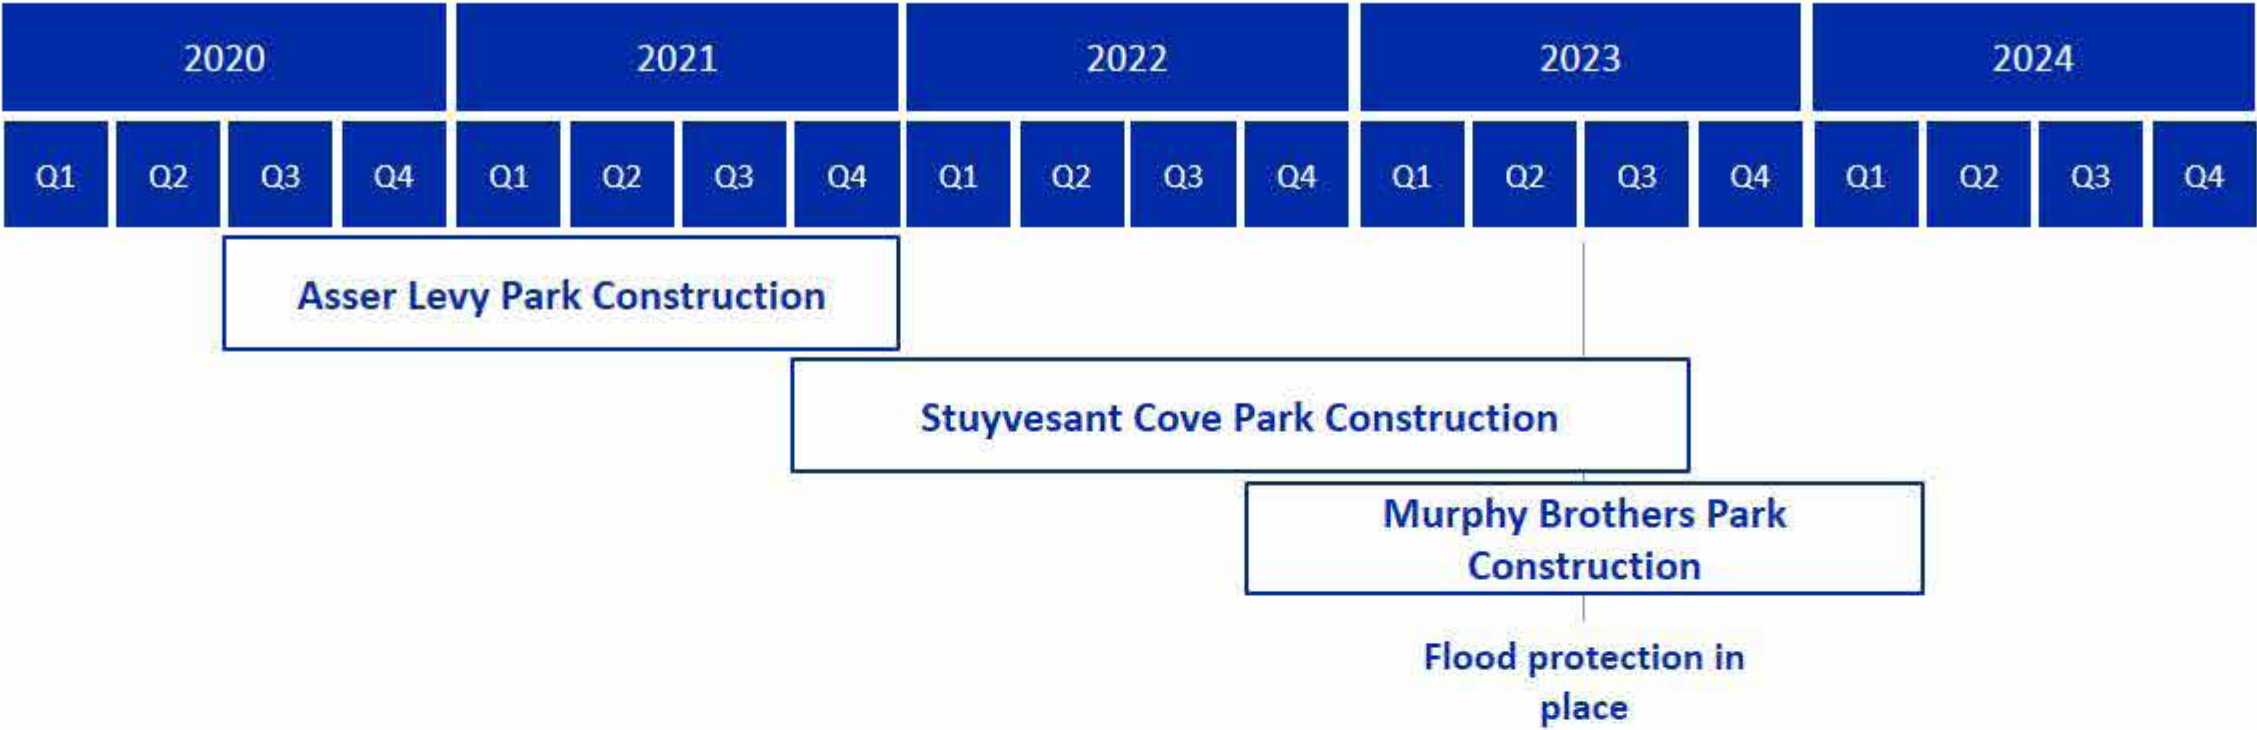 2020 2021 2022 2023 2024
Q1 Q2 Q3 Q4 Q1 Q2 Q3 Q4 Q1 Q2 Q3 Q4 Q1 Q2 Q3 Q4 Q1 Q2 Q3 Q4
Asser Levy Park Construction
Stuyvesant Cove Park Construction
Murphy Brothers Park
Construction
Flood protection in
place